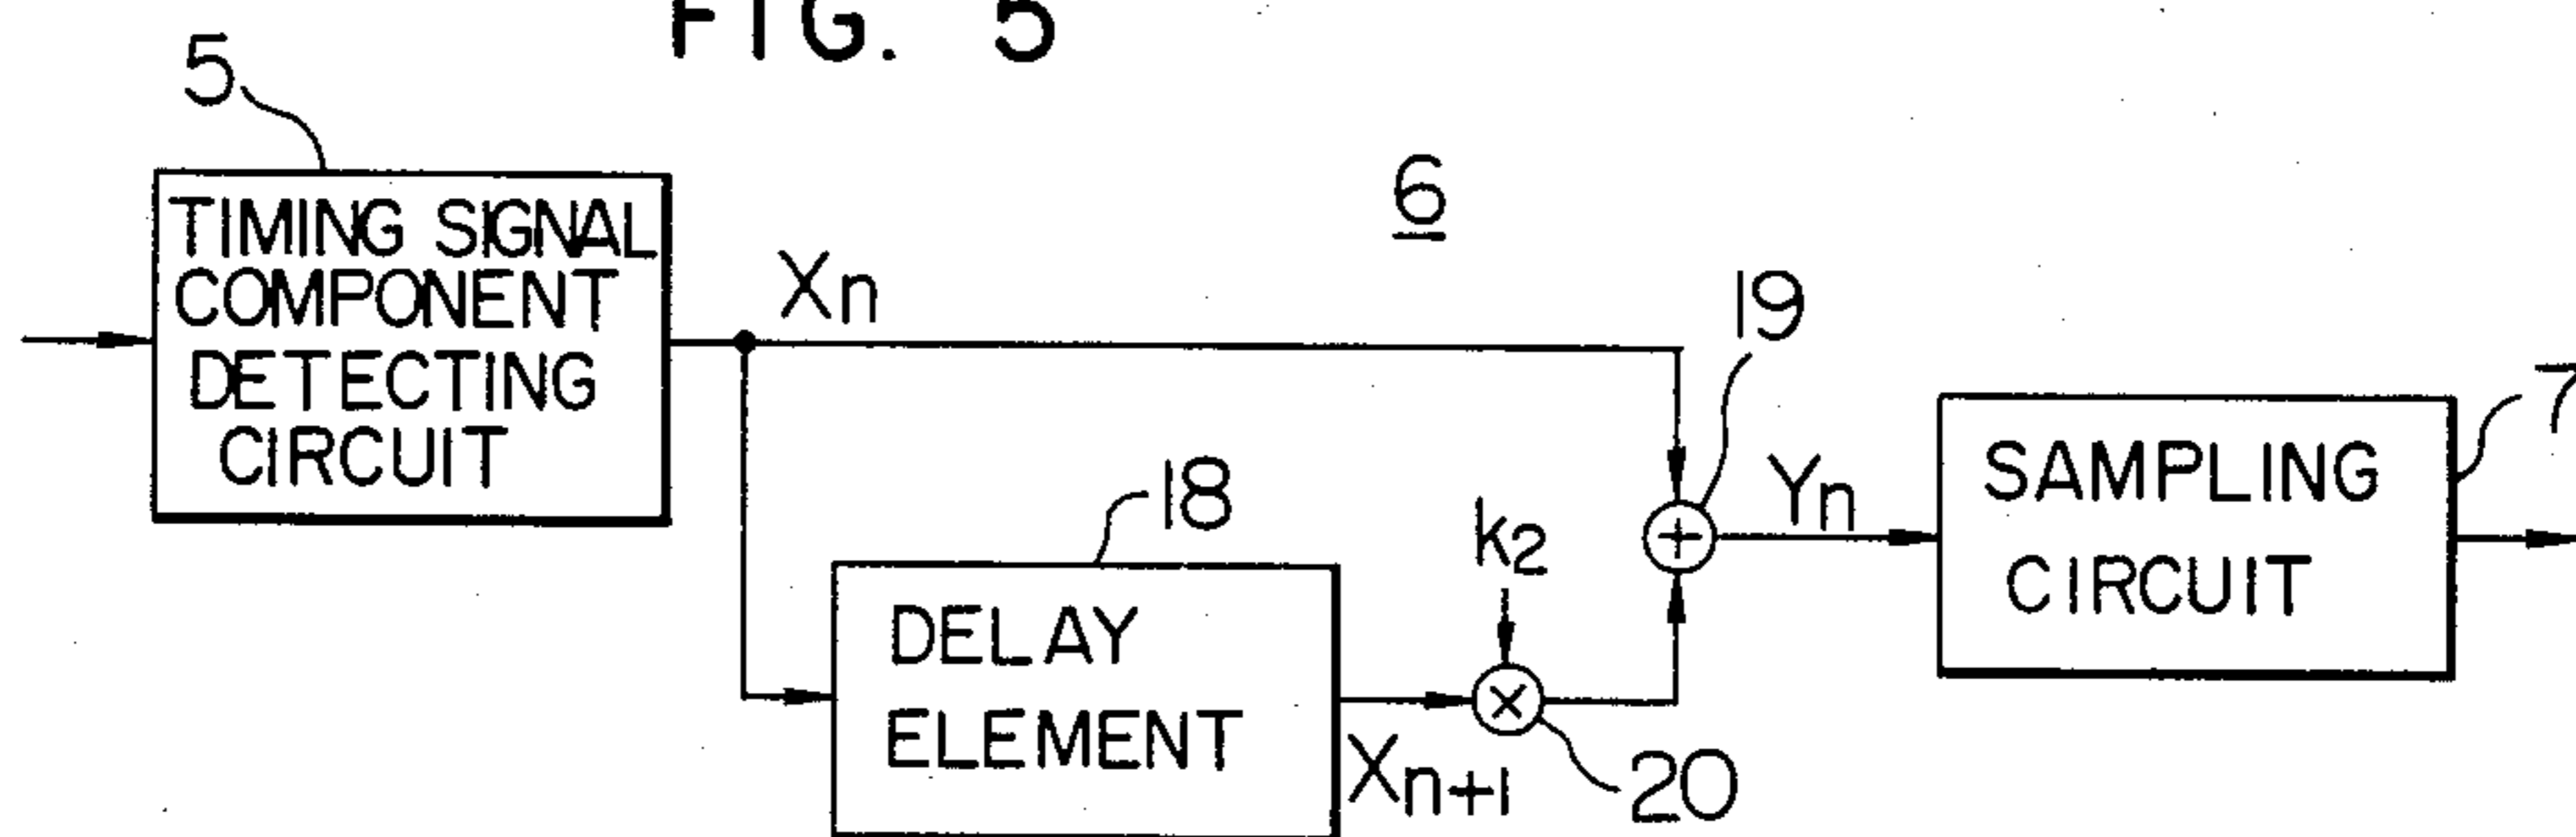 FIG. 5
5
TIMING SIGNAL
COMPONENT
DETECTING
CIRCUIT
Xn
6
19
18
DELAY
ELEMENT
Xn+1
k2
20
+
×
Yn
SAMPLING
CIRCUIT
7